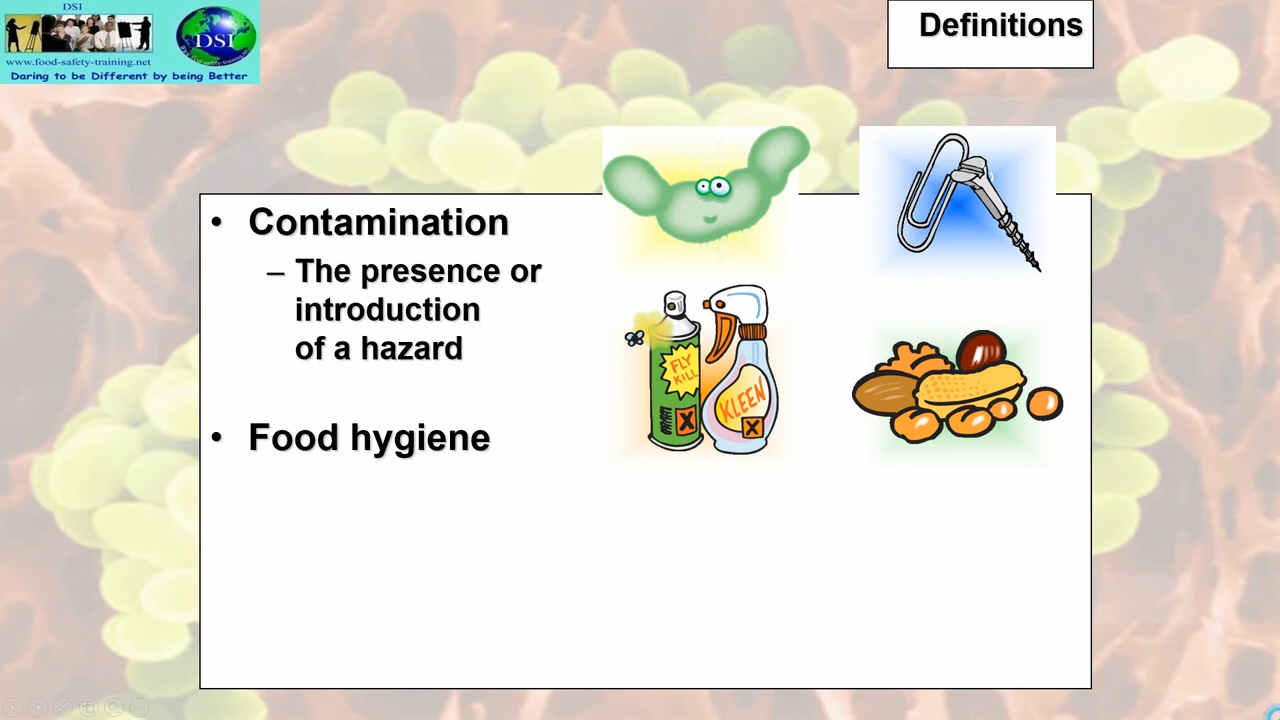 DSI
DSI
www.food-safety-training.net
Daring to be Different by being Better
Definitions
• Contamination
– The presence or
introduction
of a hazard
• Food hygiene
FLY
KILL
X
KLEEN
X